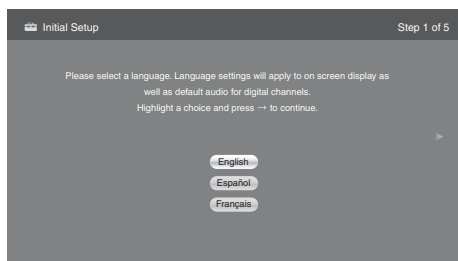 Initial Setup
Step 1 of 5
Please select a language. Language settings will apply to on screen display as
well as default audio for digital channels.
Highlight a choice and press → to continue.
English
Español
Français